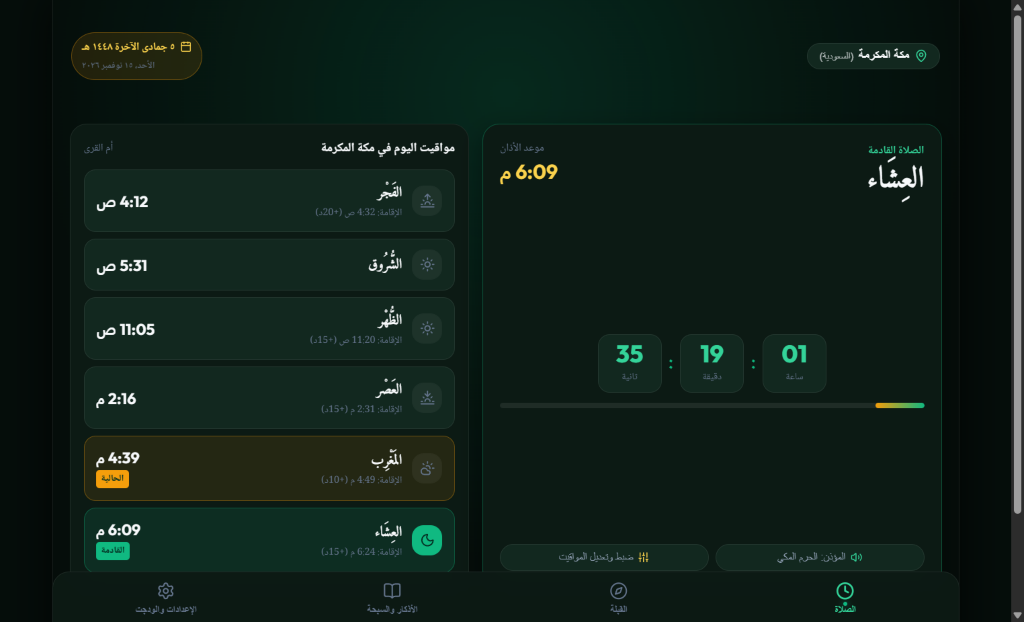 مكة المكرمة (السعودية)
٥ جمادى الآخرة ١٤٤٨ هـ
الأحد، ١٥ نوفمبر ٢٠٢٦
الصلاة القادمة
العِشَاء
موعد الأذان
6:09 م
01
ساعة
:
19
دقيقة
:
35
ثانية
المؤذن: الحرم المكي
ضبط وتعديل المواقيت
مواقيت اليوم في مكة المكرمة
أم القرى
الفَجْر
الإقامة: 4:32 ص (+20د)
4:12 ص
الشُّرُوق
5:31 ص
الظُّهْر
الإقامة: 11:20 ص (+15د)
11:05 ص
العَصْر
الإقامة: 2:31 م (+15د)
2:16 م
المَغْرِب
الإقامة: 4:49 م (+10د)
4:39 م
الحالية
العِشَاء
الإقامة: 6:24 م (+15د)
6:09 م
القادمة
الصلاة
القبلة
الأذكار والسبحة
الإعدادات والودجت